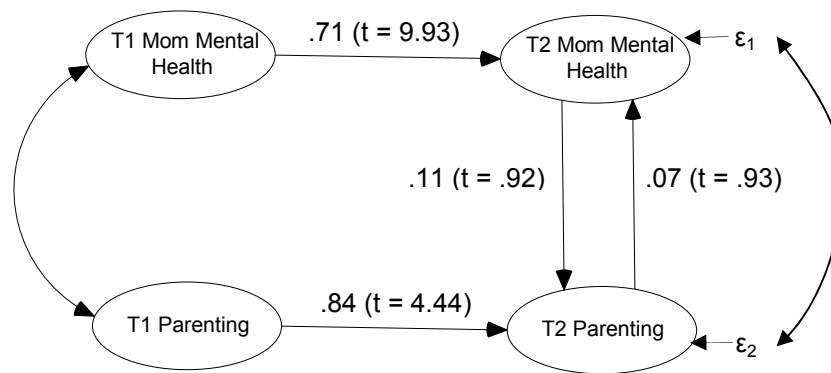 T1 Mom Mental
Health
.71 (t = 9.93)
T2 Mom Mental
Health
ε1
.11 (t = .92)
.07 (t = .93)
T1 Parenting
.84 (t = 4.44)
T2 Parenting
ε2